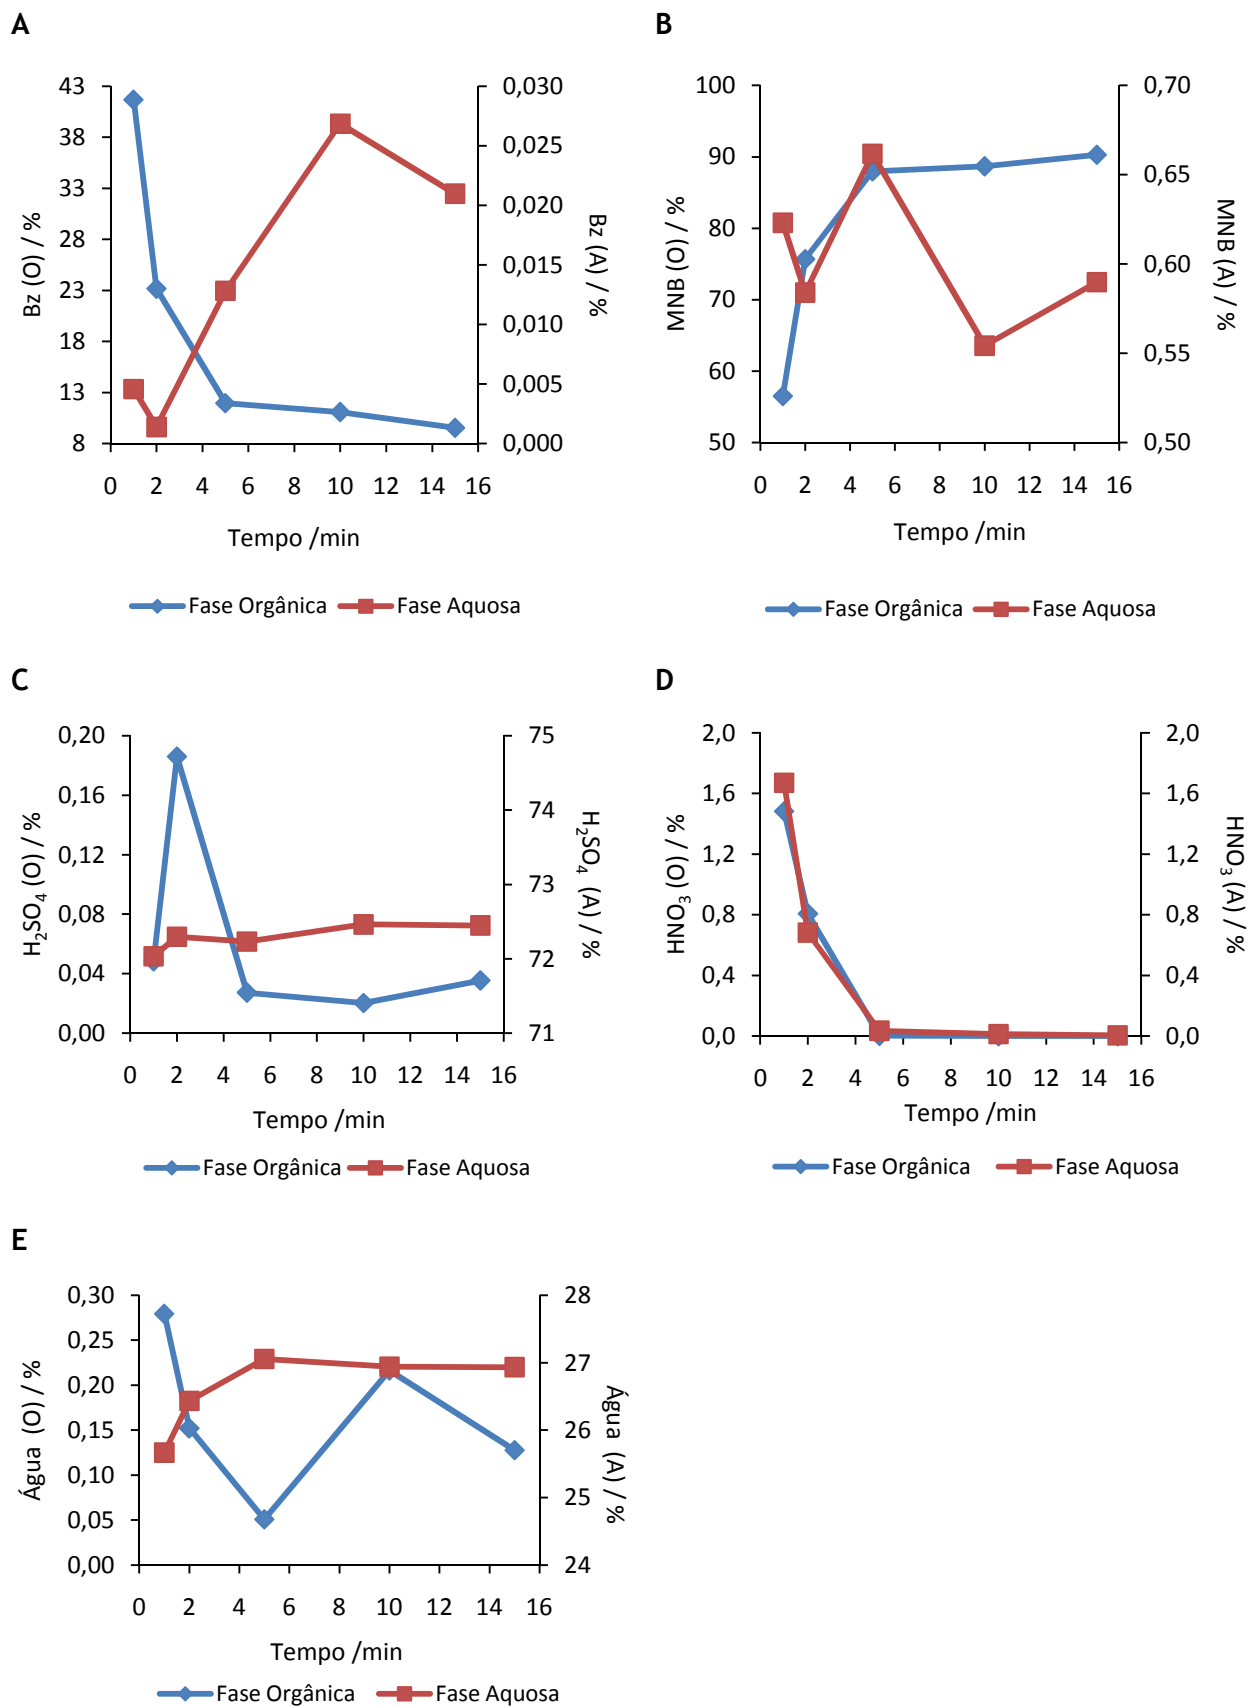 A
43
38
33
28
23
18
13
8
Bz (O) / %
0,030
0,025
0,020
0,015
0,010
0,005
0,000
Bz (A) / %
0 2 4 6 8 10 12 14 16
Tempo /min
Fase Orgânica Fase Aquosa
B
100
90
80
70
60
50
MNB (O) / %
0,70
0,65
0,60
0,55
0,50
MNB (A) / %
0 2 4 6 8 10 12 14 16
Tempo /min
Fase Orgânica Fase Aquosa
C
0,20
0,16
0,12
0,08
0,04
0,00
H₂SO₄ (O) / %
75
74
73
72
71
H₂SO₄ (A) / %
0 2 4 6 8 10 12 14 16
Tempo /min
Fase Orgânica Fase Aquosa
D
2,0
1,6
1,2
0,8
0,4
0,0
HNO₃ (O) / %
2,0
1,6
1,2
0,8
0,4
0,0
HNO₃ (A) / %
0 2 4 6 8 10 12 14 16
Tempo /min
Fase Orgânica Fase Aquosa
E
0,30
0,25
0,20
0,15
0,10
0,05
0,00
Água (O) / %
28
27
26
25
24
Água (A) / %
0 2 4 6 8 10 12 14 16
Tempo /min
Fase Orgânica Fase Aquosa